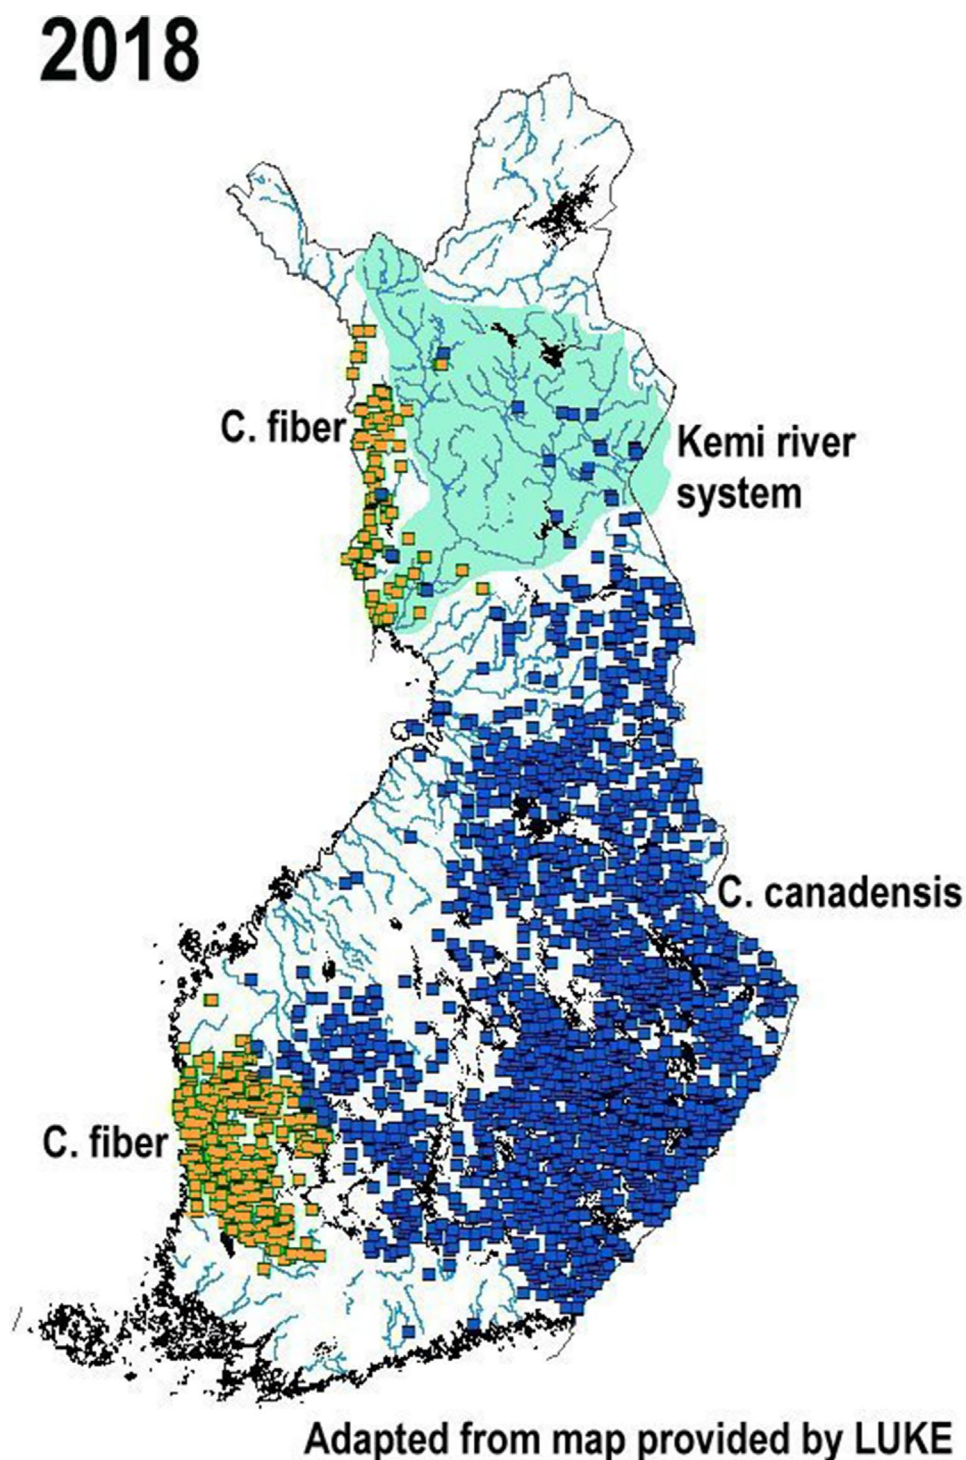 2018
C. fiber
Kemi river
system
C. canadensis
C. fiber
Adapted from map provided by LUKE